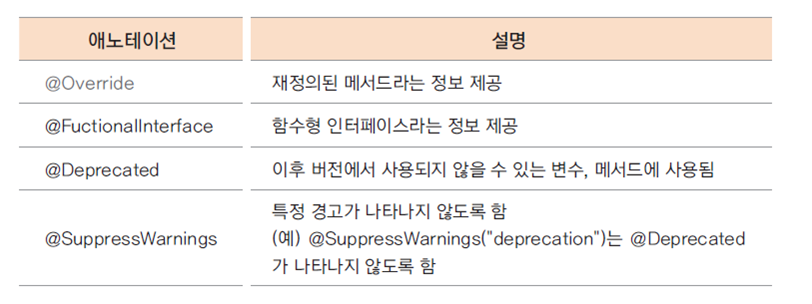 애노테이션 설명
@Override 재정의된 메서드라는 정보 제공
@FuctionalInterface 함수형 인터페이스라는 정보 제공
@Deprecated 이후 버전에서 사용되지 않을 수 있는 변수, 메서드에 사용됨
특정 경고가 나타나지 않도록 함
@SuppressWarnings (예) @SuppressWarnings("deprecation")는 @Deprecated
가 나타나지 않도록 함